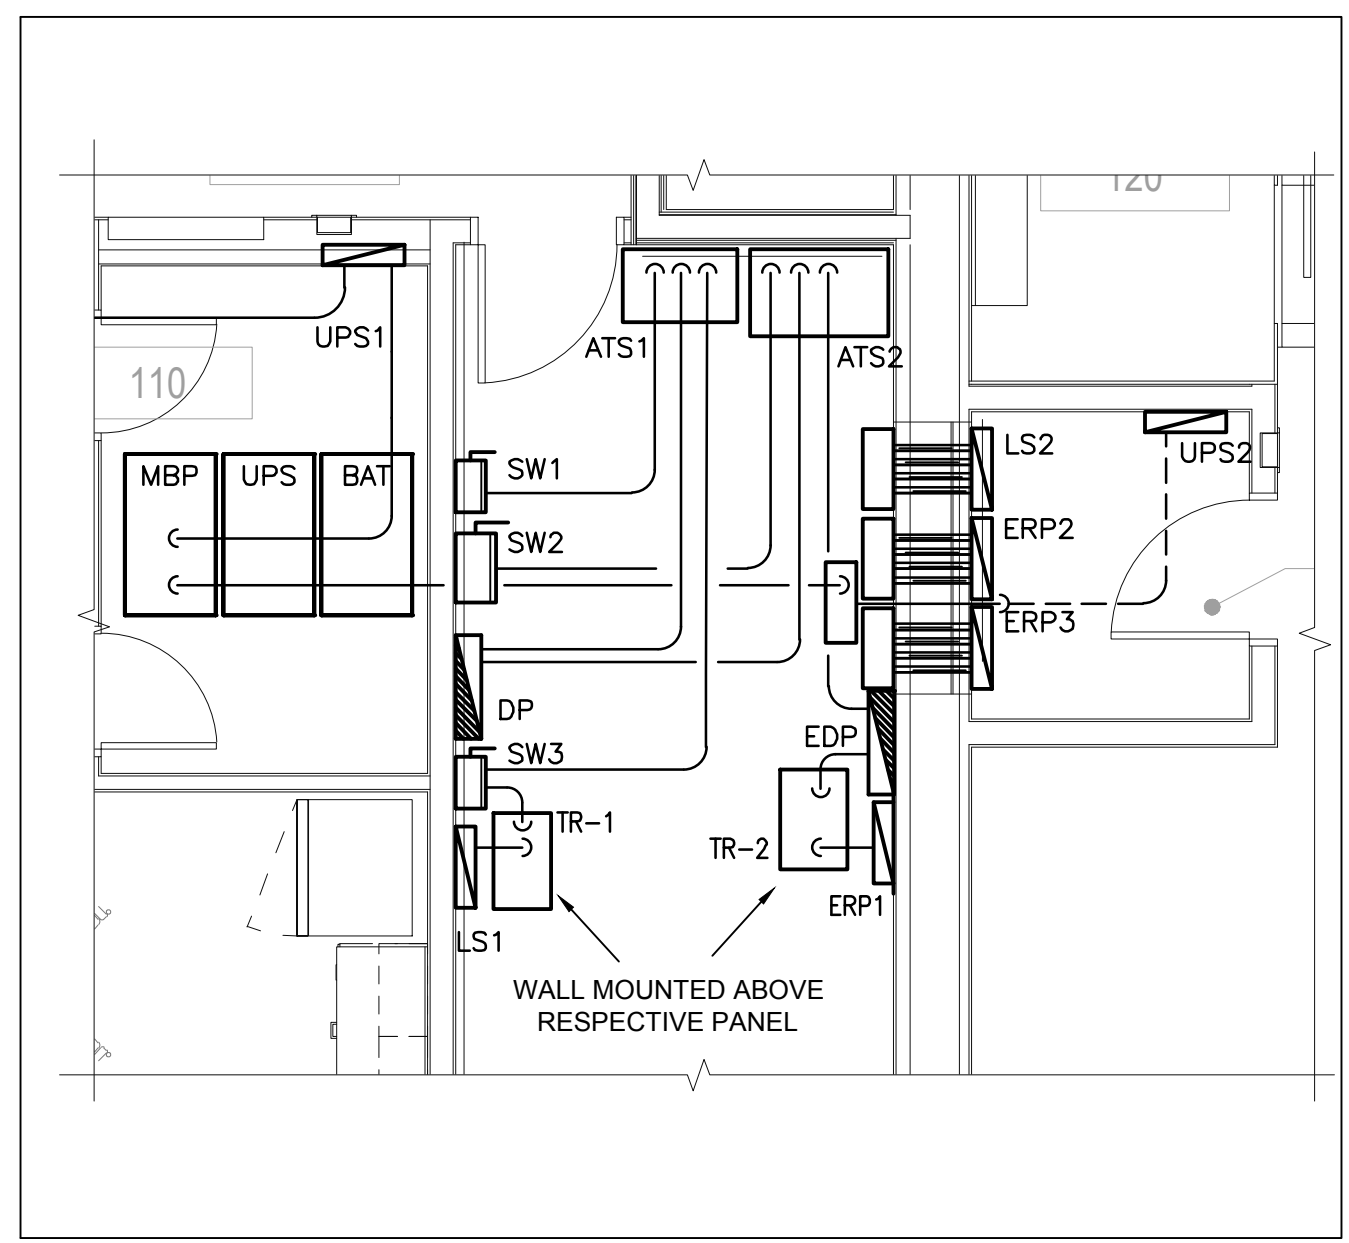 120
UPS1
ATS1
ATS2
110
LS2
UPS2
MBP
UPS
BAT
SW1
ERP2
SW2
ERP3
DP
EDP
SW3
TR-1
TR-2
ERP1
LS1
WALL MOUNTED ABOVE
RESPECTIVE PANEL